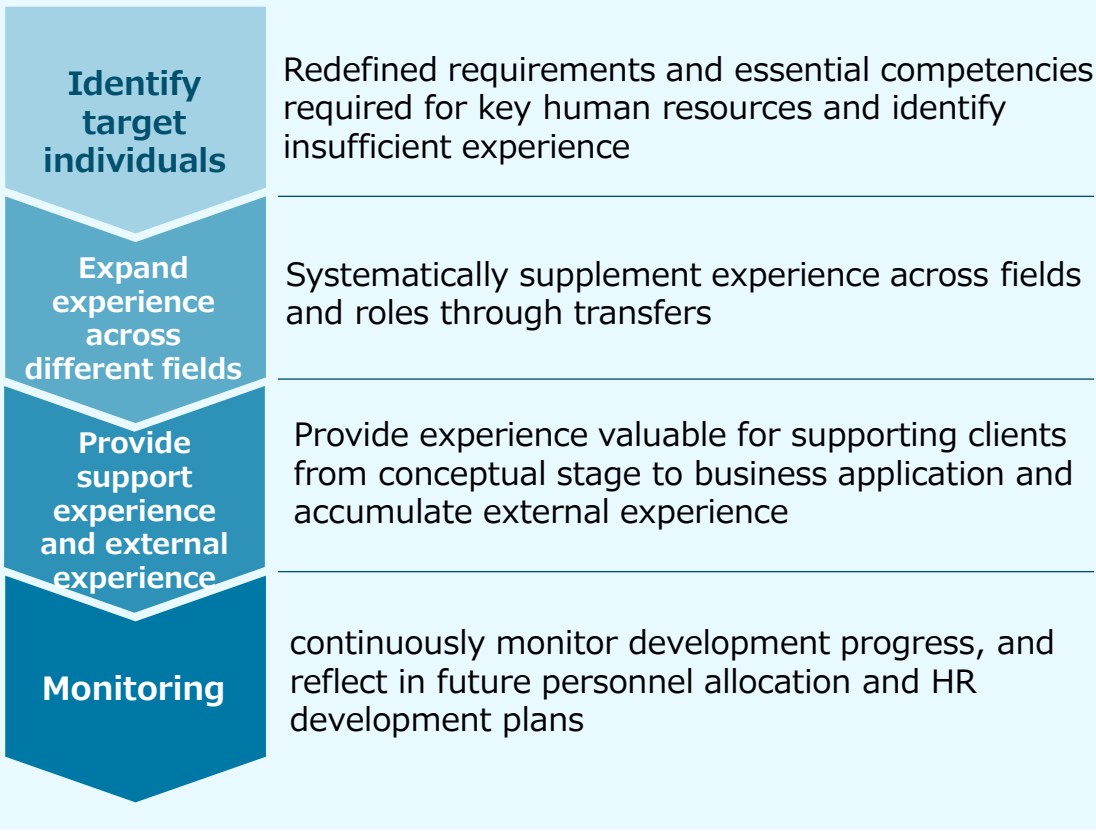 Identify
target
individuals
Redefined requirements and essential competencies
required for key human resources and identify
insufficient experience
Expand
experience
across
different fields
Systematically supplement experience across fields
and roles through transfers
Provide
support
experience
and external
experience
Provide experience valuable for supporting clients
from conceptual stage to business application and
accumulate external experience
Monitoring
continuously monitor development progress, and
reflect in future personnel allocation and HR
development plans